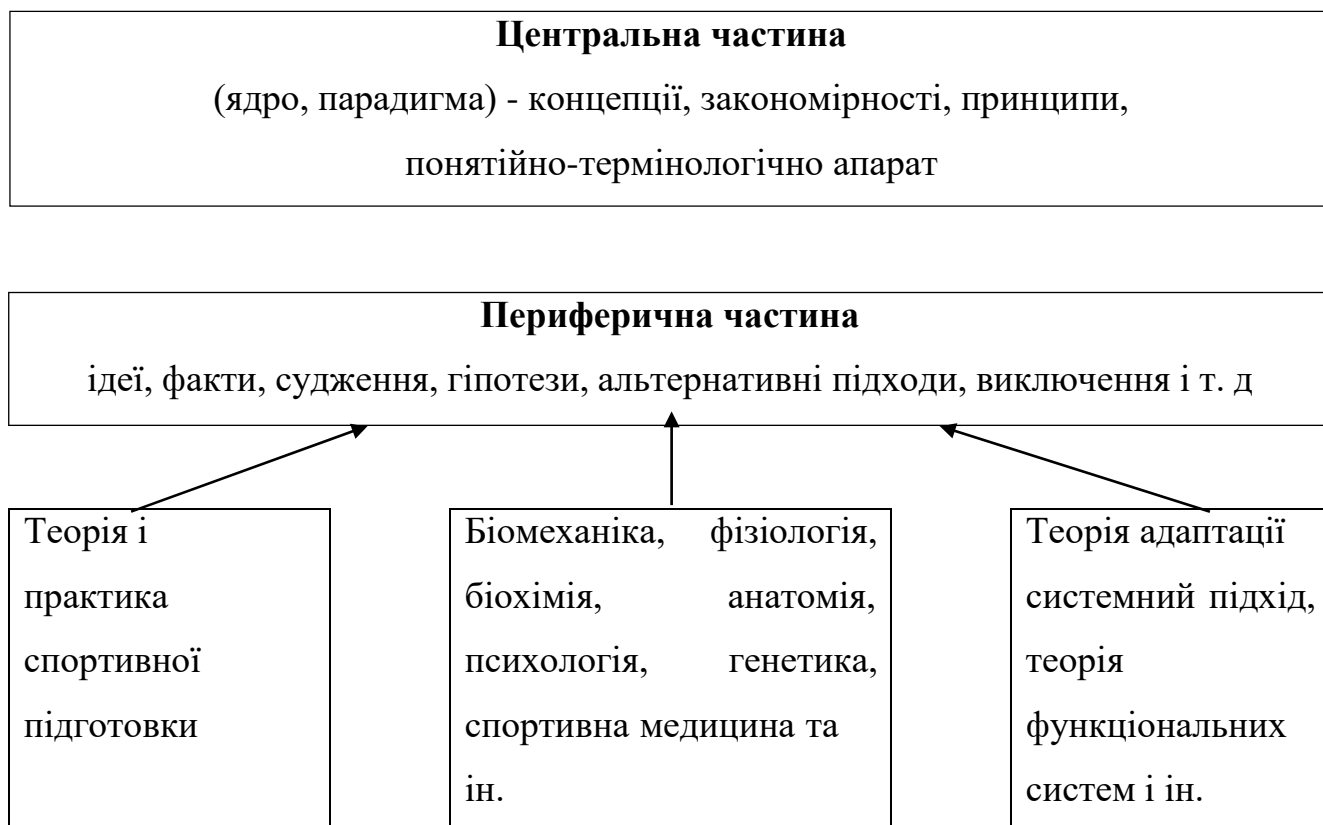 Центральна частина
(ядро, парадигма) - концепції, закономірності, принципи,
понятійно-термінологічно апарат
Периферична частина
ідеї, факти, судження, гіпотези, альтернативні підходи, виключення і т. д
Теорія і
практика
спортивної
підготовки
Біомеханіка, фізіологія,
біохімія, анатомія,
психологія, генетика,
спортивна медицина та
ін.
Теорія адаптації
системний підхід,
теорія
функціональних
систем і ін.